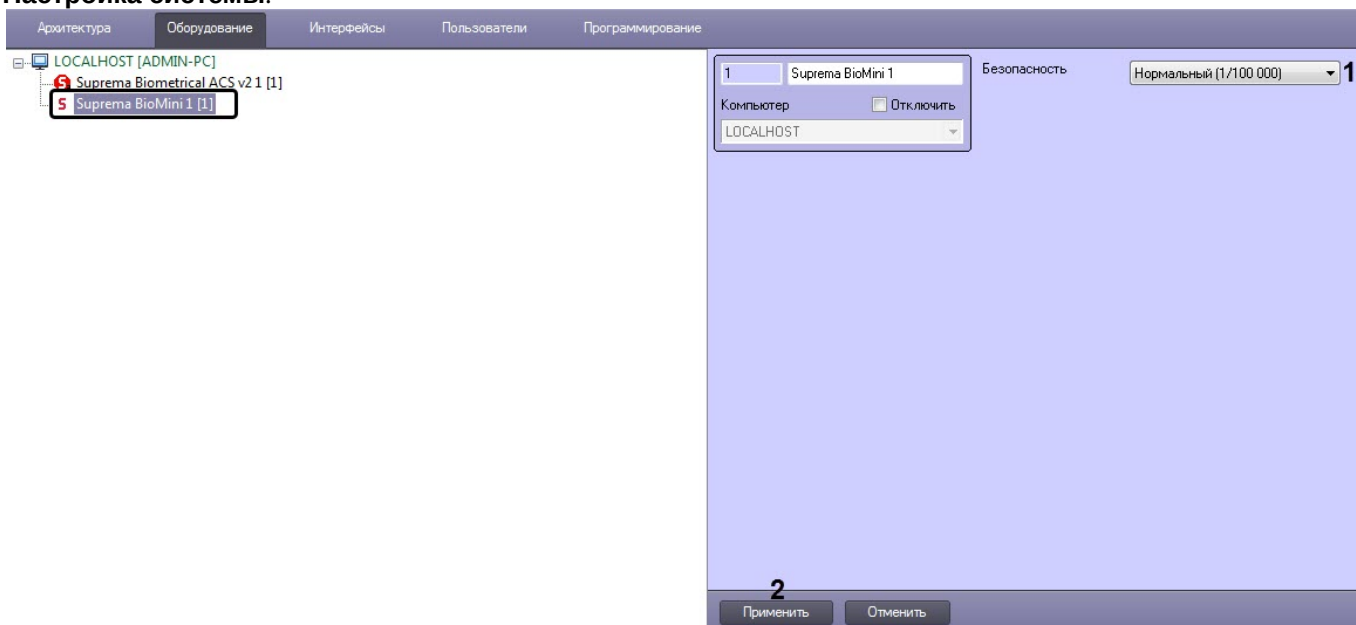 Настройка системы.
Архитектура Оборудование Интерфейсы Пользователи Программирование
LOCALHOST [ADMIN-PC]
Suprema Biometrical ACS v2 1 [1]
Suprema BioMini 1 [1]
1 Suprema BioMini 1
Компьютер Отключить
LOCALHOST
Безопасность Нормальный (1/100 000) 1
2
Применить Отменить